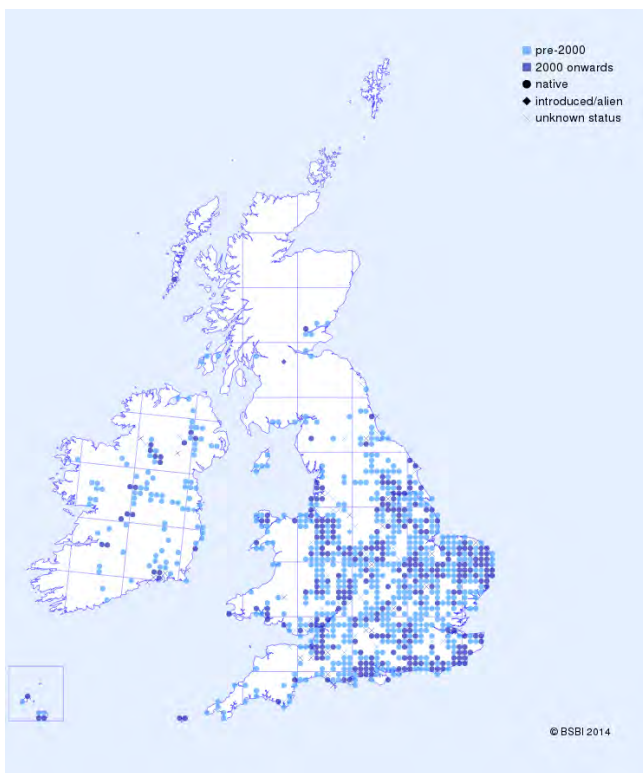 pre-2000
2000 onwards
native
introduced/alien
unknown status
© BSBI 2014